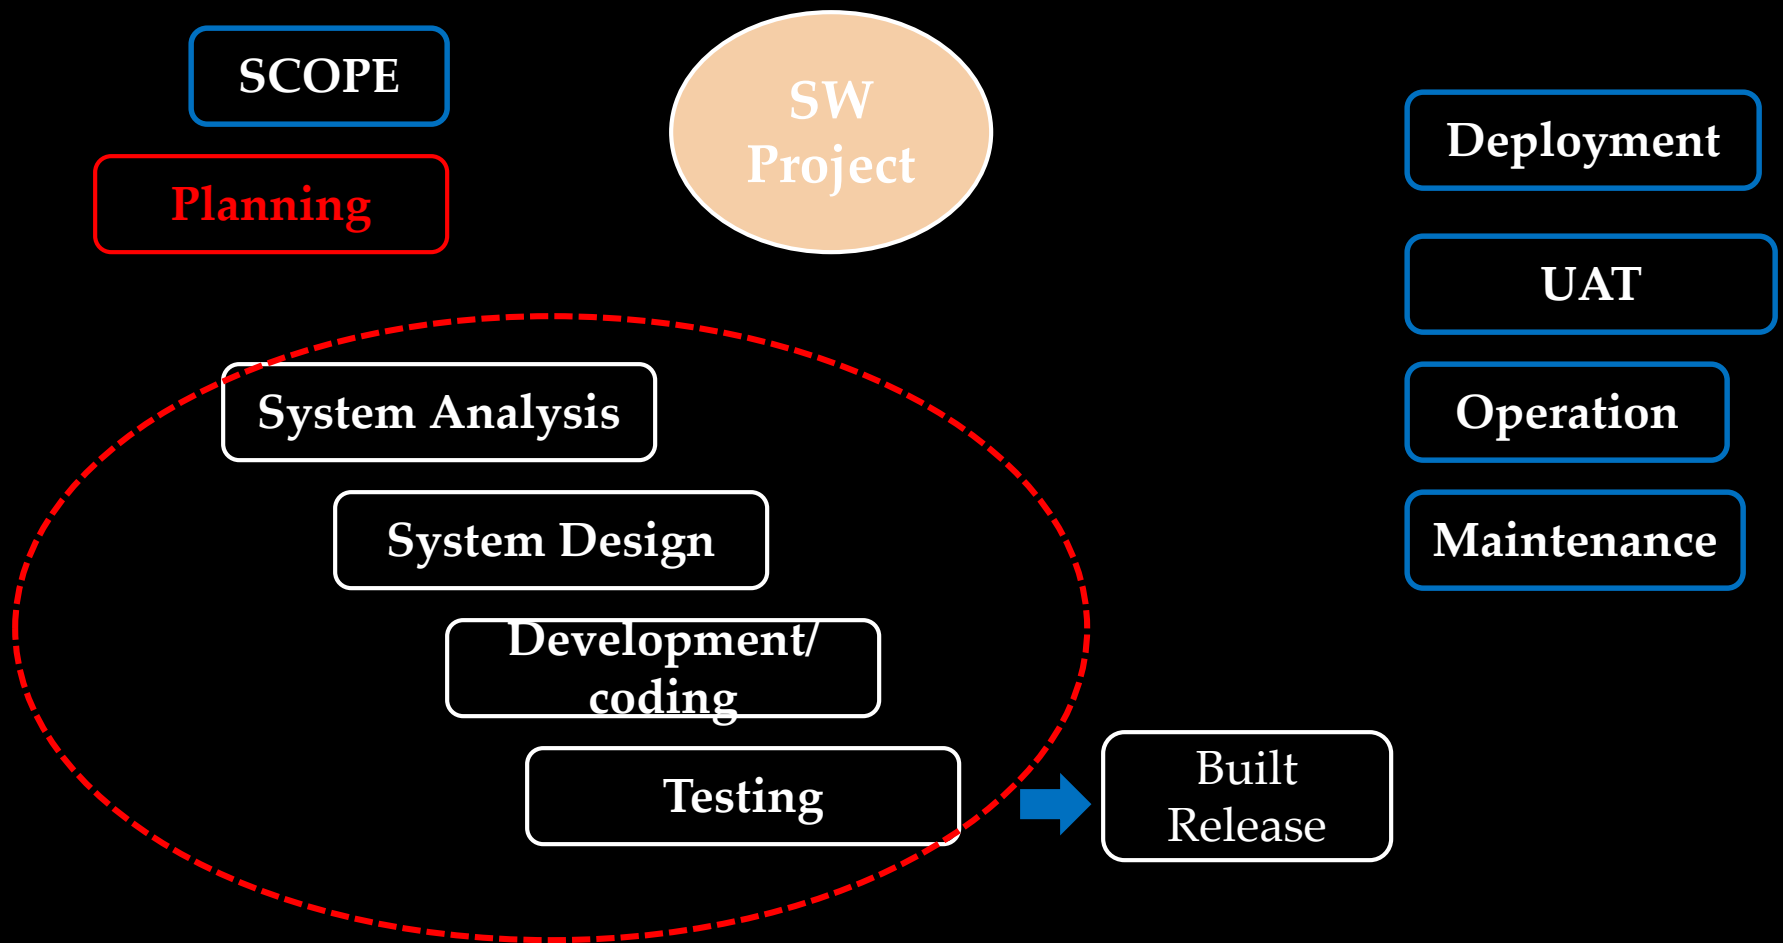 SCOPE
Planning
SW
Project
System Analysis
System Design
Development/
coding
Testing
Built
Release
Deployment
UAT
Operation
Maintenance